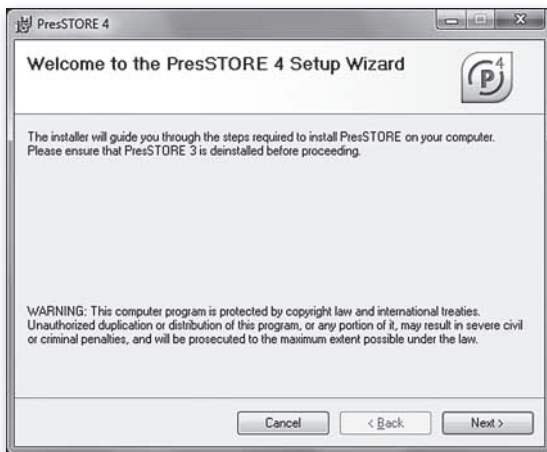 PresSTORE 4
Welcome to the PresSTORE 4 Setup Wizard
P4
The installer will guide you through the steps required to install PresSTORE on your computer.
Please ensure that PresSTORE 3 is deinstalled before proceeding.
WARNING: This computer program is protected by copyright law and international treaties.
Unauthorized duplication or distribution of this program, or any portion of it, may result in severe civil
or criminal penalties, and will be prosecuted to the maximum extent possible under the law.
Cancel
< Back
Next >